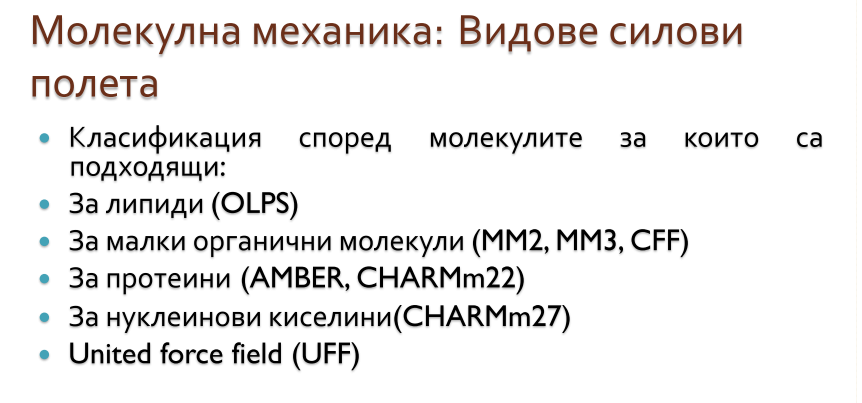 Молекулна механика: Видове силови
полета
• Класификация според молекулите за които са
подходящи:
• За липиди (OLPS)
• За малки органични молекули (MM2, MM3, CFF)
• За протеини (AMBER, CHARMm22)
• За нуклеинови киселини(CHARMm27)
• United force field (UFF)